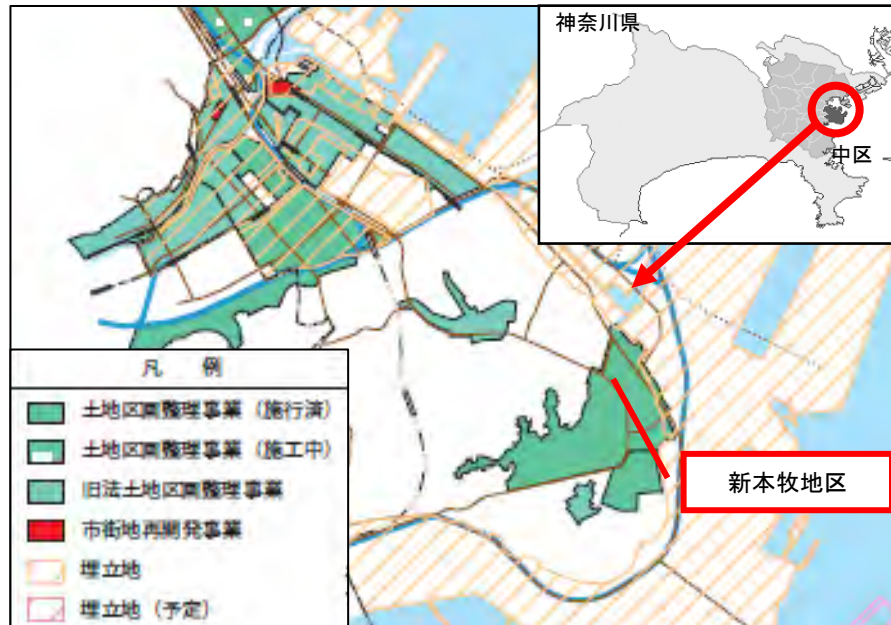 神奈川県
中区
新本牧地区
凡 例
土地区画整理事業（施行済）
土地区画整理事業（施工中）
旧法土地区画整理事業
市街地再開発事業
埋立地
埋立地（予定）